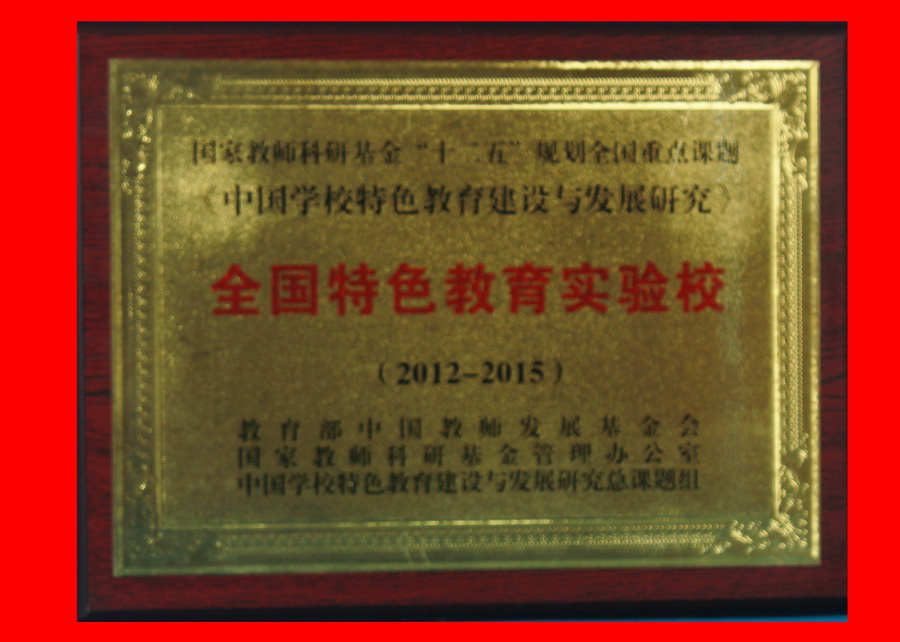 国家教师科研基金“十二五”规划全国重点课题
《中国学校特色教育建设与发展研究》
全国特色教育实验校
（2012-2015）
教育部中国教师发展基金会
国家教师科研基金管理办公室
中国学校特色教育建设与发展研究总课题组